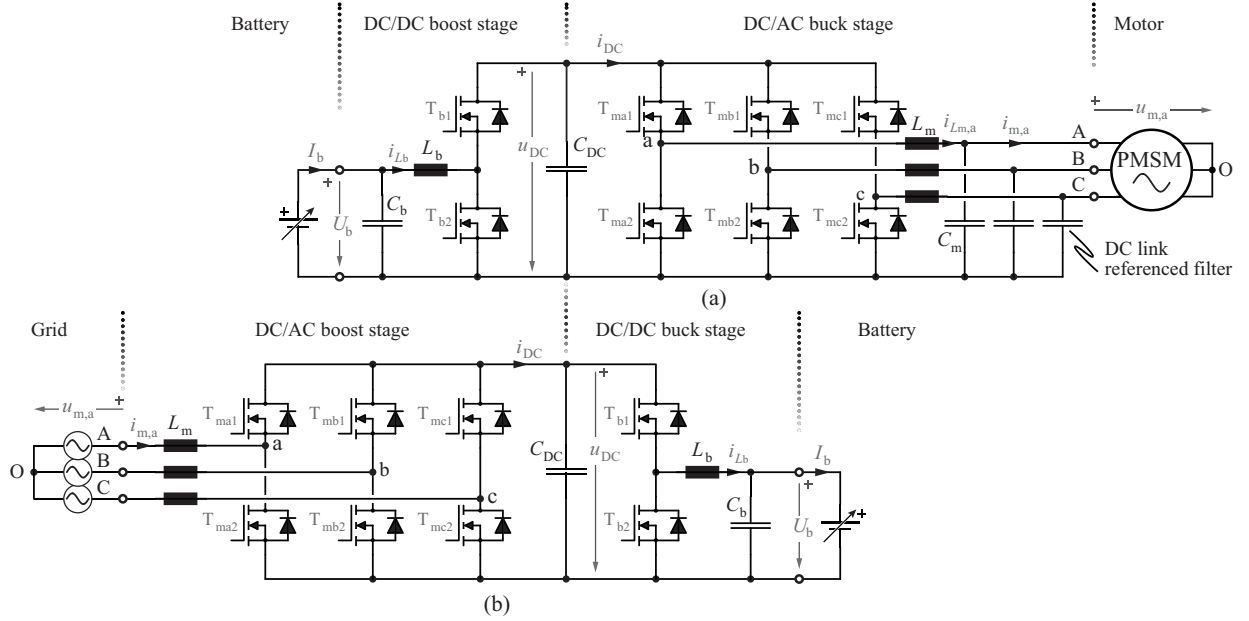 Battery DC/DC boost stage DC/AC buck stage Motor
+ i_DC +
T_b1 T_ma1 T_mb1 T_mc1 L_m i_Lm,a i_m,a u_m,a
I_b i_Lb L_b u_DC C_DC a A
+ b B PMSM O
+ U_b C_b T_b2 c C
T_ma2 T_mb2 T_mc2 C_m DC link
referenced filter
(a)
Grid DC/AC boost stage DC/DC buck stage Battery
i_DC +
u_m,a +
T_ma1 T_mb1 T_mc1 C_DC u_DC T_b1
i_m,a L_m
A a
O B b L_b i_Lb I_b
C c +
T_ma2 T_mb2 T_mc2 T_b2 C_b U_b +
(b)